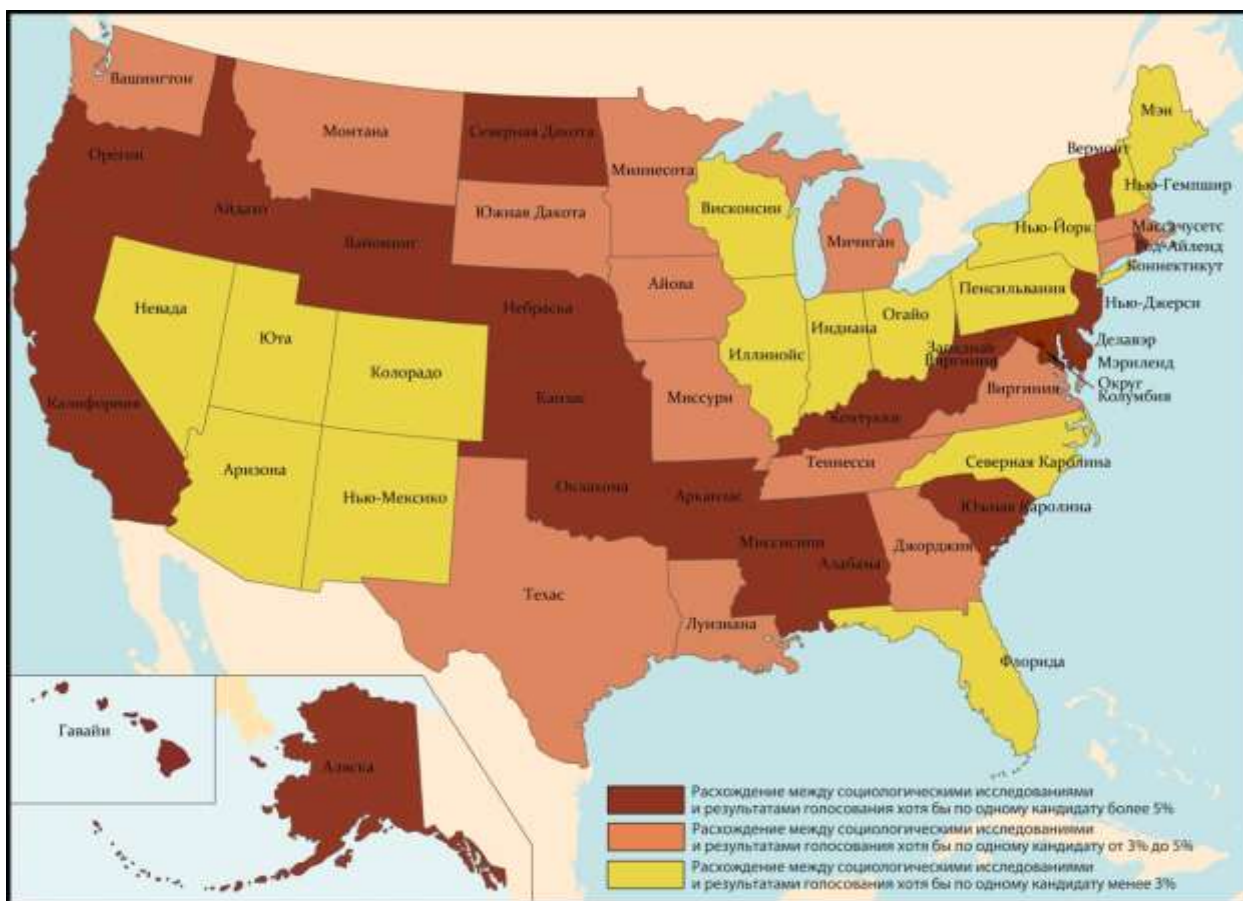 Вашингтон
Монтана
Северная Дакота
Миннесота
Мэн
Вермонт
Орегон
Айдахо
Южная Дакота
Висконсин
Мичиган
Нью-Гемпшир
Нью-Йорк
Массачусетс
Род-Айленд
Коннектикут
Вайоминг
Айова
Пенсильвания
Нью-Джерси
Невада
Юта
Небраска
Иллинойс
Индиана
Огайо
Делавэр
Западная
Виргиния
Мэриленд
Округ
Колумбия
Колорадо
Калифорния
Канзас
Миссури
Кентукки
Виргиния
Аризона
Нью-Мексико
Оклахома
Арканзас
Теннесси
Северная Каролина
Южная Каролина
Миссисипи
Алабама
Джорджия
Техас
Луизиана
Флорида
Гавайи
Аляска
Расхождение между социологическими исследованиями
и результатами голосования хотя бы по одному кандидату более 5%
Расхождение между социологическими исследованиями
и результатами голосования хотя бы по одному кандидату от 3% до 5%
Расхождение между социологическими исследованиями
и результатами голосования хотя бы по одному кандидату менее 3%